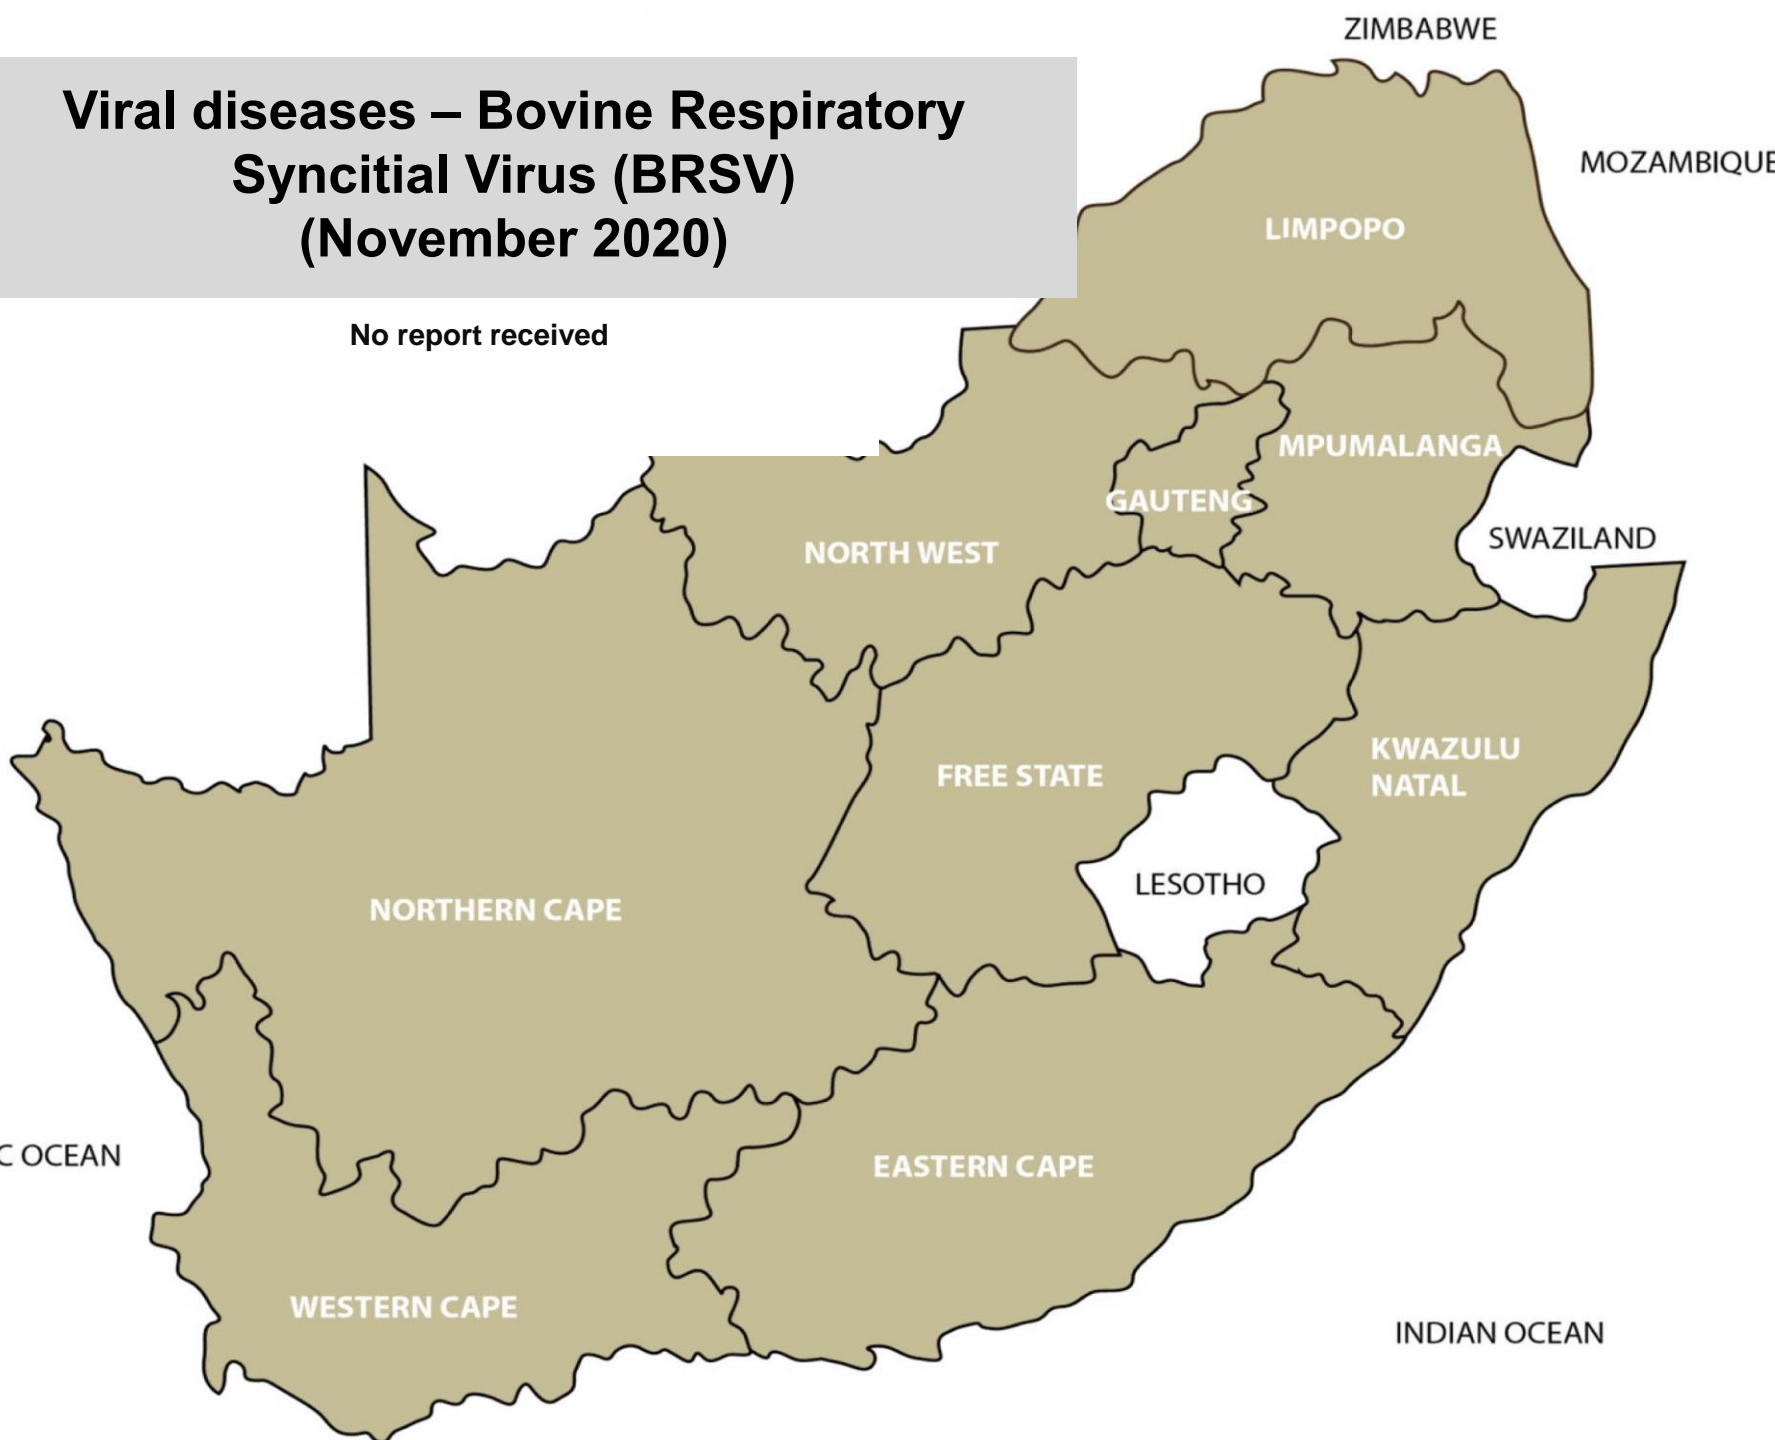 ZIMBABWE
Viral diseases – Bovine Respiratory
Syncitial Virus (BRSV)
(November 2020)
MOZAMBIQUE
LIMPOPO
No report received
MPUMALANGA
GAUTENG
SWAZILAND
NORTH WEST
KWAZULU
NATAL
FREE STATE
LESOTHO
NORTHERN CAPE
C OCEAN
EASTERN CAPE
WESTERN CAPE
INDIAN OCEAN